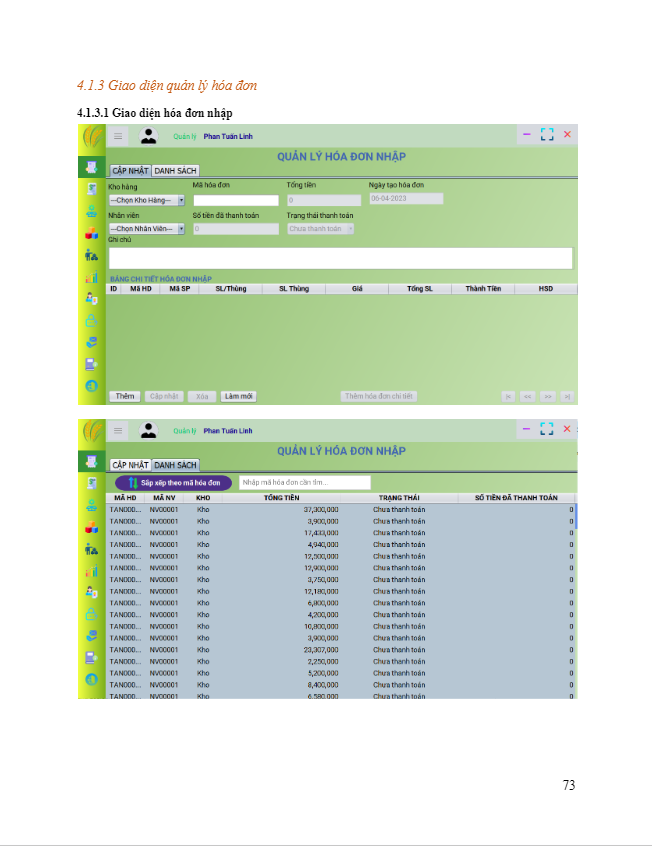 4.1.3 Giao diện quản lý hóa đơn
4.1.3.1 Giao diện hóa đơn nhập
Quản lý Phan Tuấn Linh
QUẢN LÝ HÓA ĐƠN NHẬP
CẬP NHẬT DANH SÁCH
Kho hàng Mã hóa đơn Tổng tiền Ngày tạo hóa đơn
---Chọn Kho Hàng--- 0 06-04-2023
Nhân viên Số tiền đã thanh toán Trạng thái thanh toán
---Chọn Nhân Viên--- 0 Chưa thanh toán
Ghi chú
BẢNG CHI TIẾT HÓA ĐƠN NHẬP
ID Mã HD Mã SP SL/Thùng SL Thùng Giá Tổng SL Thành Tiền HSD
Thêm Cập nhật Xóa Làm mới Thêm hóa đơn chi tiết |< << >> >|
Quản lý Phan Tuấn Linh
QUẢN LÝ HÓA ĐƠN NHẬP
CẬP NHẬT DANH SÁCH
Sắp xếp theo mã hóa đơn Nhập mã hóa đơn cần tìm...
MÃ HD MÃ NV KHO TỔNG TIỀN TRẠNG THÁI SỐ TIỀN ĐÃ THANH TOÁN
TAN000... NV00001 Kho 37,300,000 Chưa thanh toán 0
TAN000... NV00001 Kho 3,900,000 Chưa thanh toán 0
TAN000... NV00001 Kho 17,433,000 Chưa thanh toán 0
TAN000... NV00001 Kho 4,940,000 Chưa thanh toán 0
TAN000... NV00001 Kho 12,500,000 Chưa thanh toán 0
TAN000... NV00001 Kho 12,900,000 Chưa thanh toán 0
TAN000... NV00001 Kho 3,750,000 Chưa thanh toán 0
TAN000... NV00001 Kho 12,180,000 Chưa thanh toán 0
TAN000... NV00001 Kho 6,800,000 Chưa thanh toán 0
TAN000... NV00001 Kho 4,200,000 Chưa thanh toán 0
TAN000... NV00001 Kho 10,800,000 Chưa thanh toán 0
TAN000... NV00001 Kho 3,900,000 Chưa thanh toán 0
TAN000... NV00001 Kho 23,307,000 Chưa thanh toán 0
TAN000... NV00001 Kho 2,250,000 Chưa thanh toán 0
TAN000... NV00001 Kho 5,200,000 Chưa thanh toán 0
TAN000... NV00001 Kho 8,400,000 Chưa thanh toán 0
TAN000... NV00001 Kho 6,580,000 Chưa thanh toán 0
73